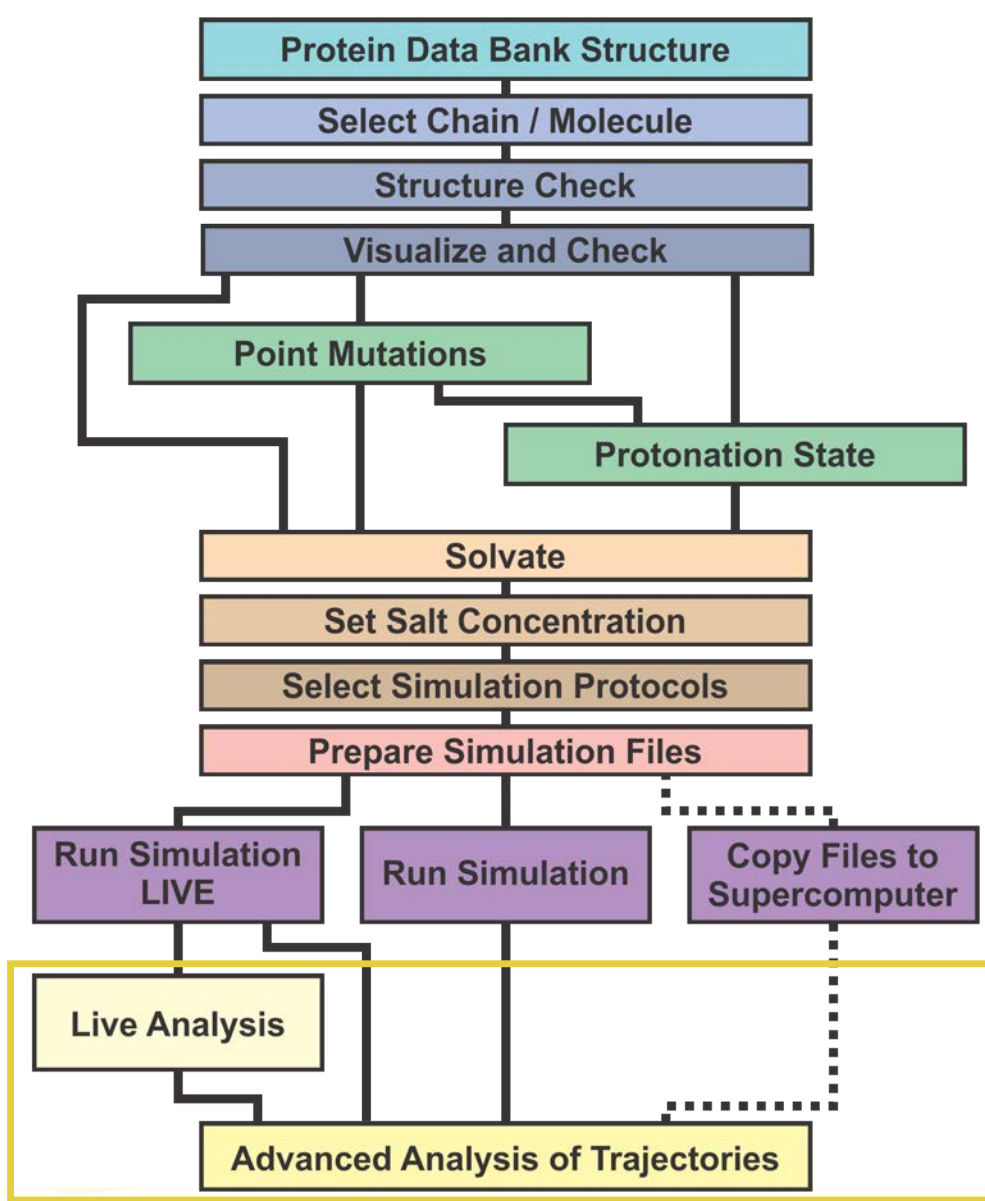 Protein Data Bank Structure
Select Chain / Molecule
Structure Check
Visualize and Check
Point Mutations
Protonation State
Solvate
Set Salt Concentration
Select Simulation Protocols
Prepare Simulation Files
Run Simulation
LIVE
Run Simulation
Copy Files to
Supercomputer
Live Analysis
Advanced Analysis of Trajectories